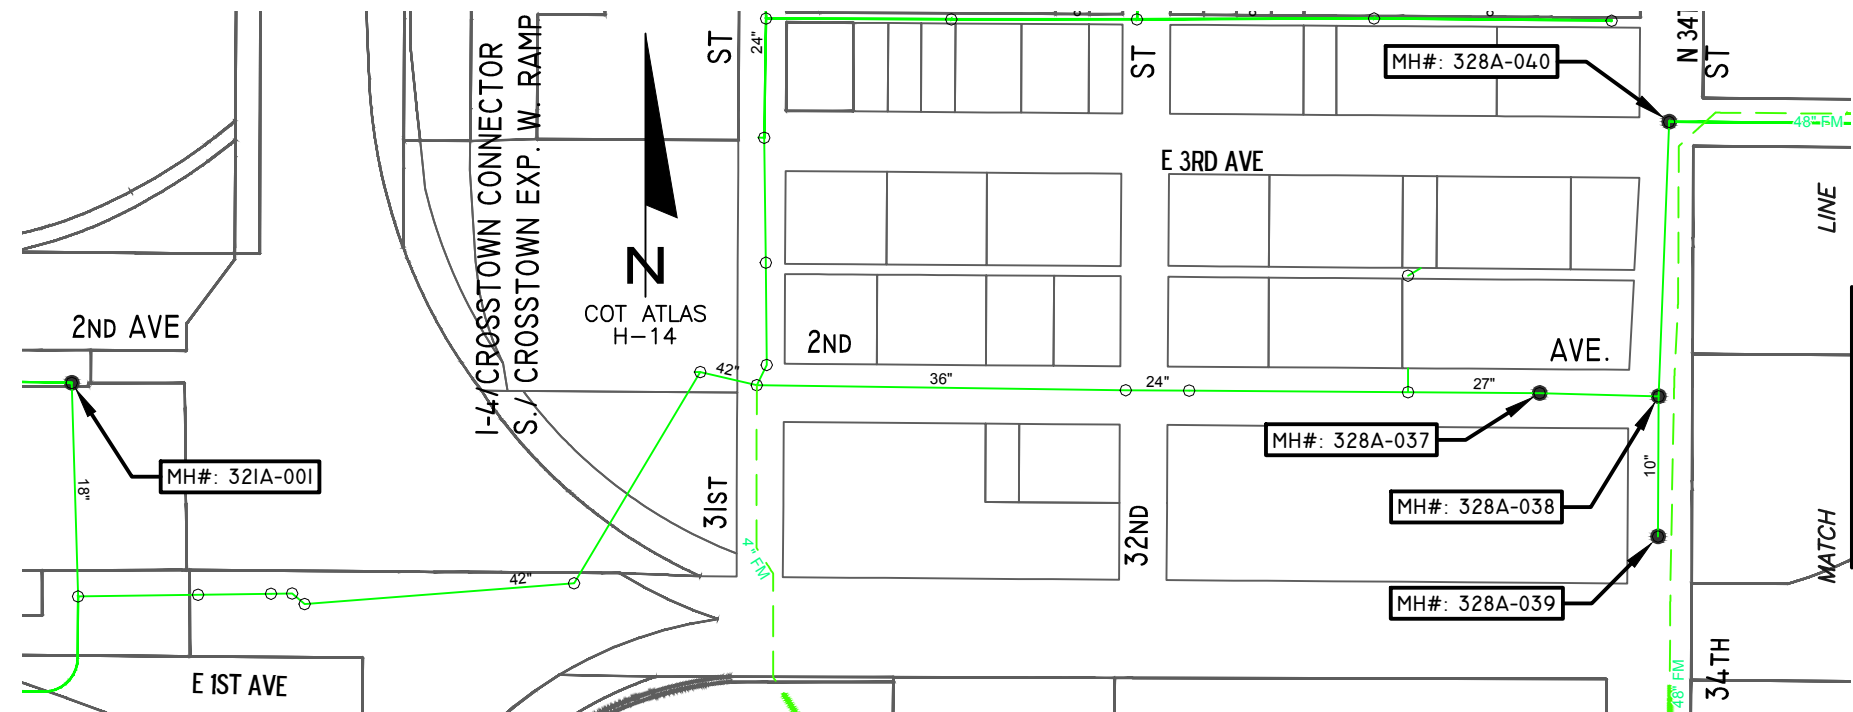 I-4/CROSSTOWN CONNECTOR
S./ CROSSTOWN EXP. W. RAMP
ST
24"
ST
N 34T
ST
MH#: 328A-040
48" FM
E 3RD AVE
LINE
N
COT ATLAS
H-14
2ND AVE
2ND
AVE.
42"
36"
24"
27"
MH#: 328A-037
MH#: 321A-001
18"
31ST
32ND
10"
MH#: 328A-038
MATCH
4" FM
42"
MH#: 328A-039
E 1ST AVE
48" FM
34TH